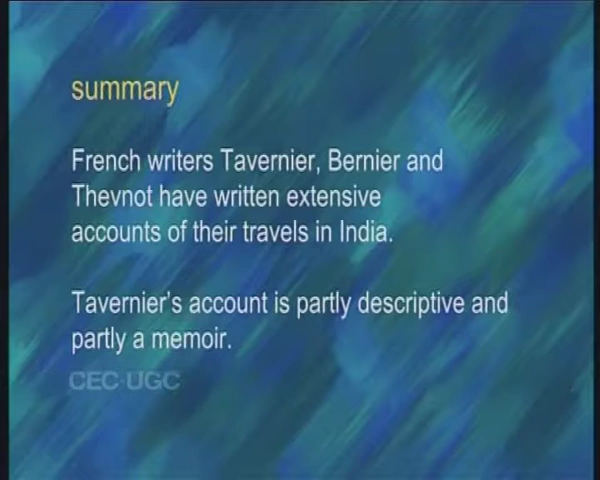 summary
French writers Tavernier, Bernier and
Thevnot have written extensive
accounts of their travels in India.
Tavernier's account is partly descriptive and
partly a memoir.
CEC-UGC